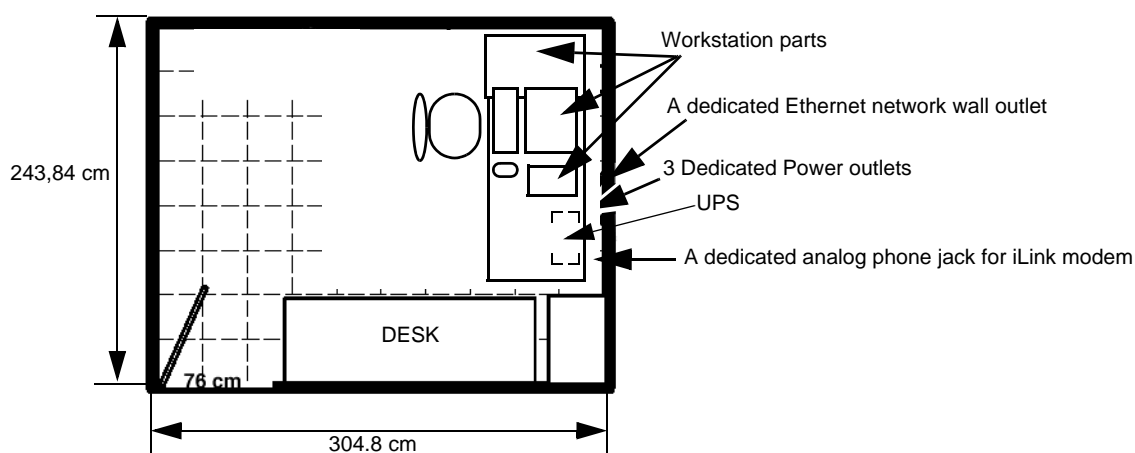 Workstation parts
A dedicated Ethernet network wall outlet
243,84 cm
3 Dedicated Power outlets
UPS
A dedicated analog phone jack for iLink modem
DESK
76 cm
304.8 cm